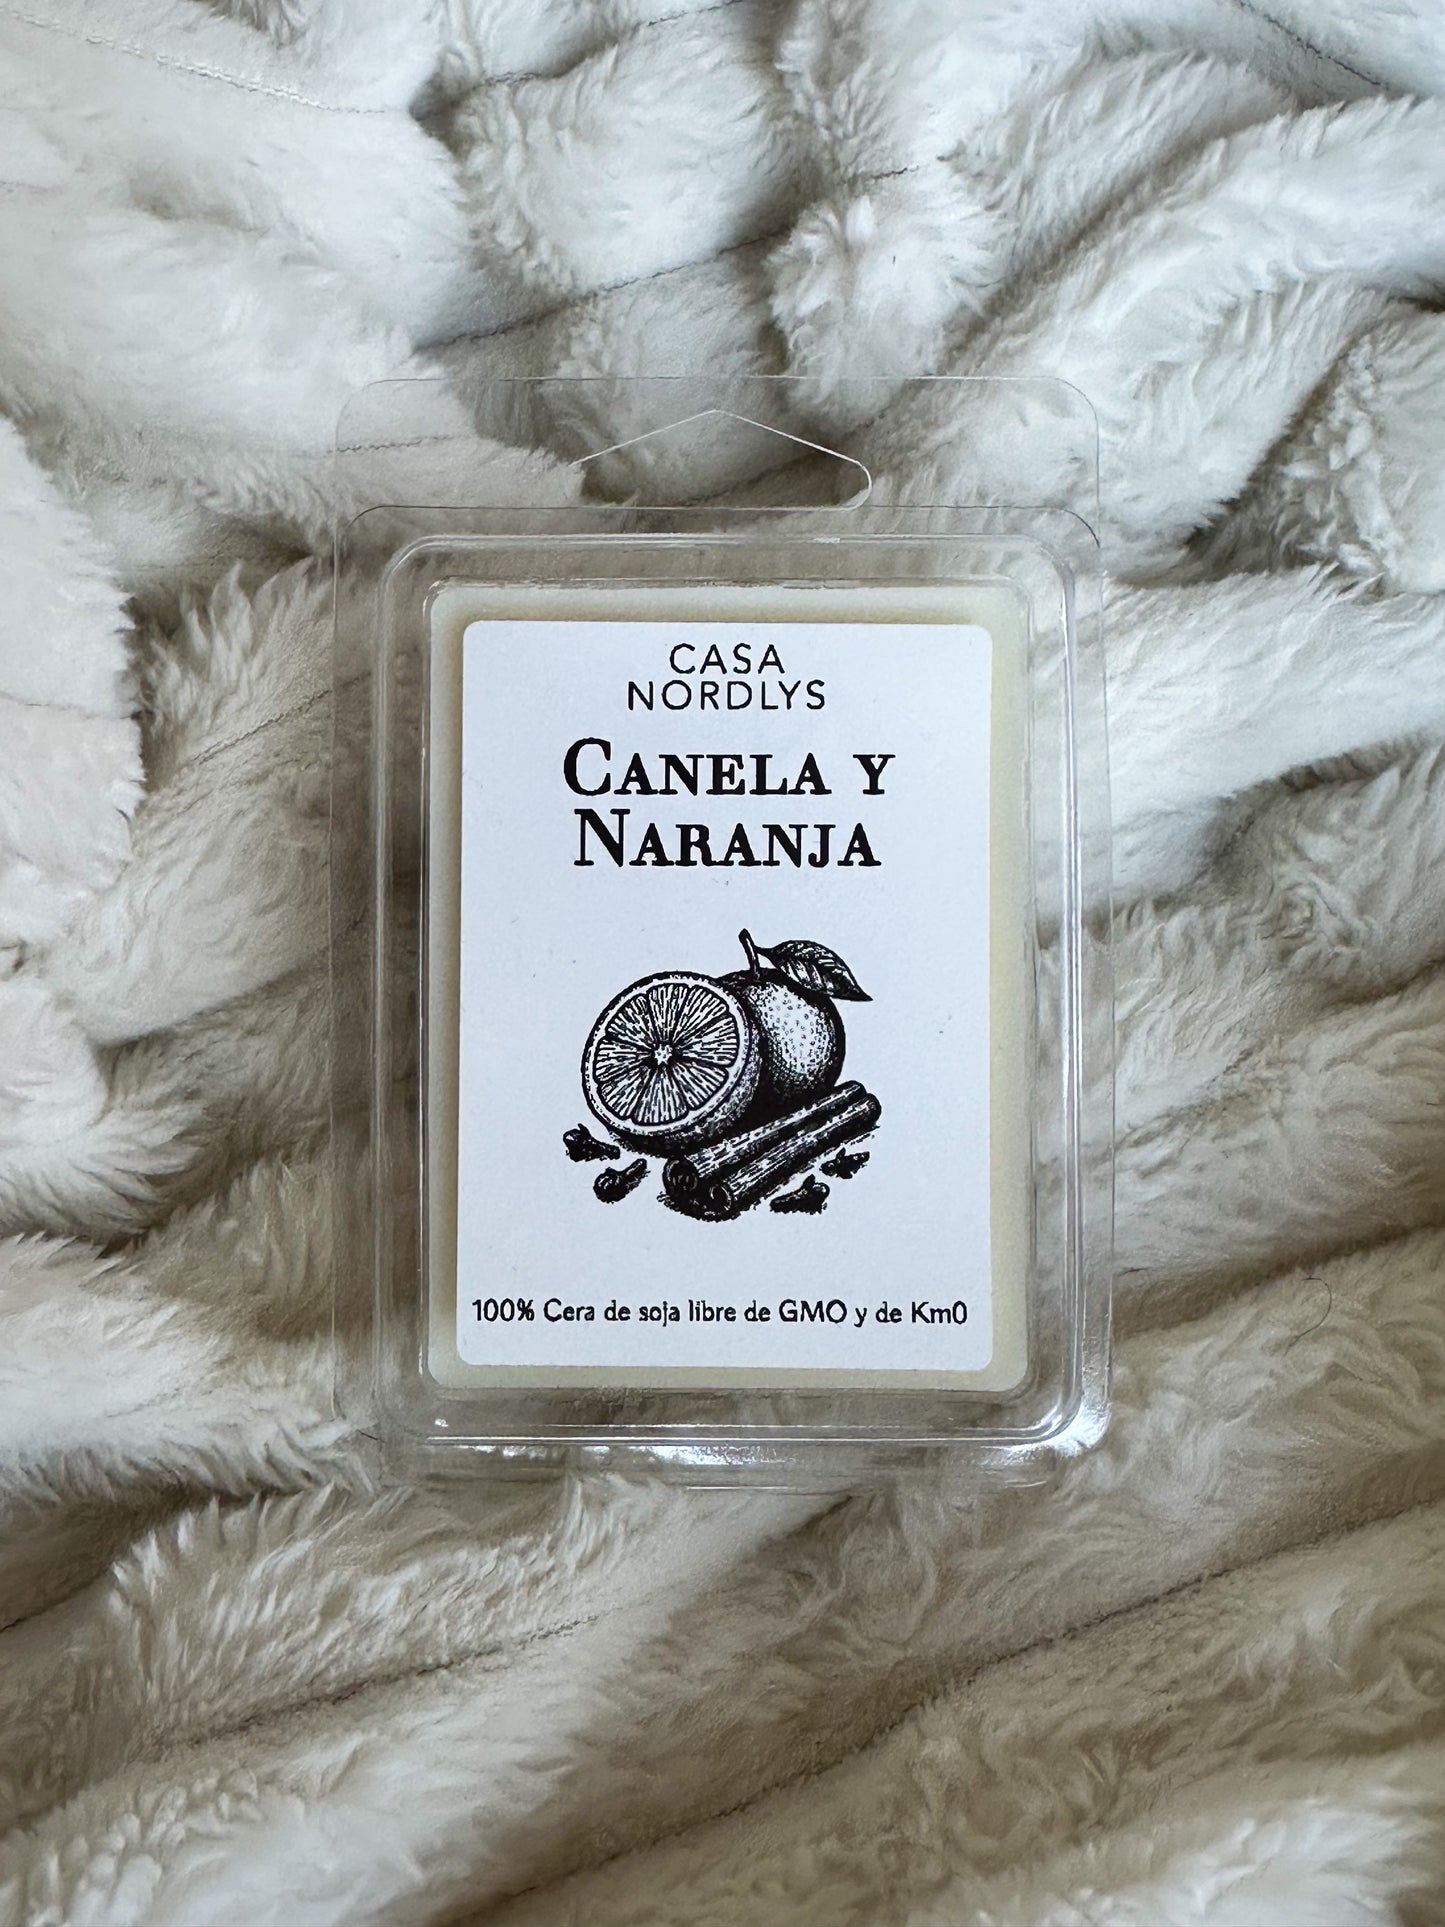 CASA
NORDLYS
CANELA Y
NARANJA
100% Cera de soja libre de GMO y de Km0